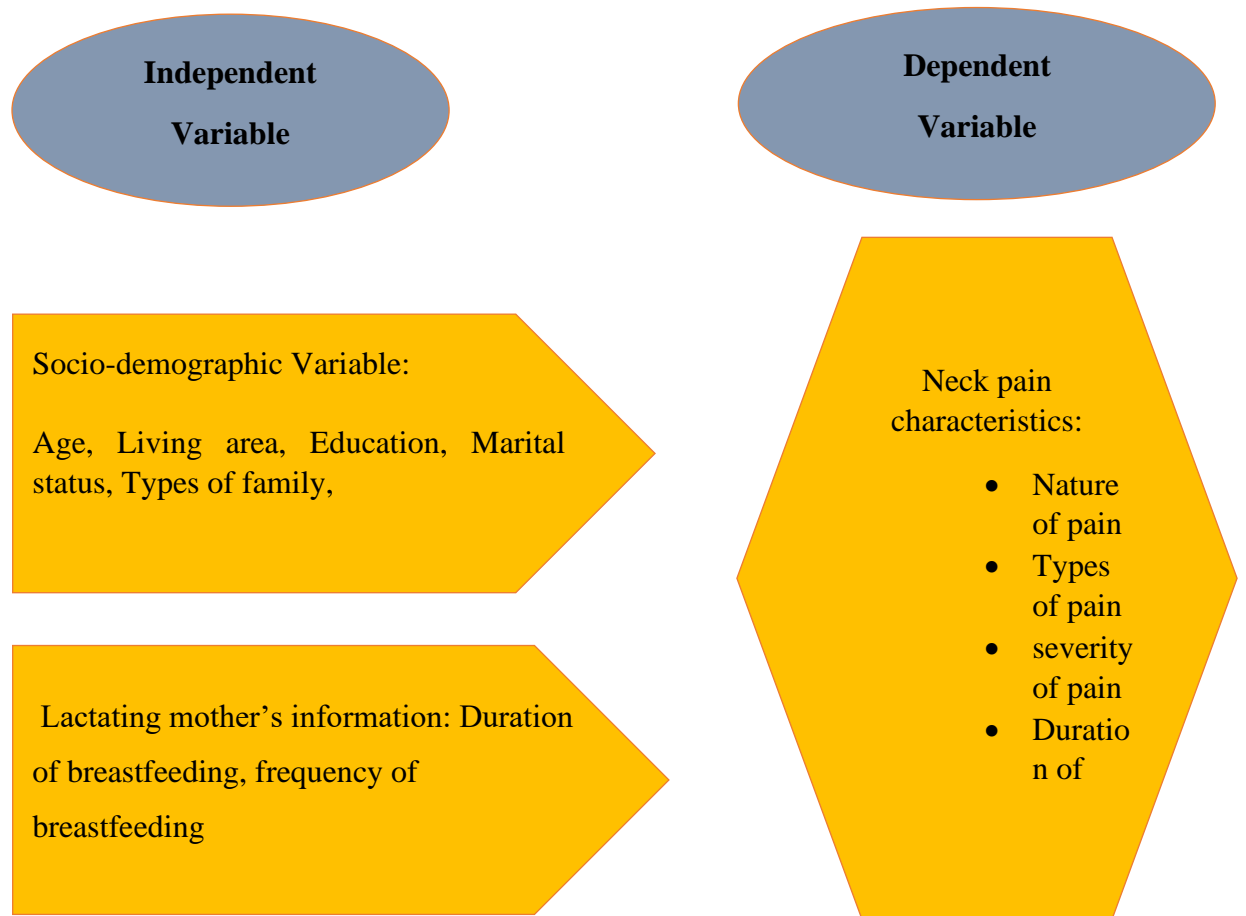 Independent
Variable
Dependent
Variable
Socio-demographic Variable:
Age, Living area, Education, Marital
status, Types of family,
Lactating mother’s information: Duration
of breastfeeding, frequency of
breastfeeding
Neck pain
characteristics:
• Nature
of pain
• Types
of pain
• severity
of pain
• Duratio
n of